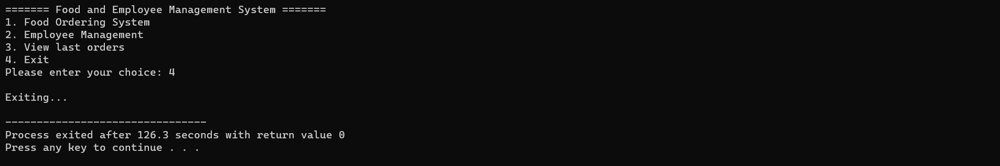 ======= Food and Employee Management System =======
1. Food Ordering System
2. Employee Management
3. View last orders
4. Exit
Please enter your choice: 4
Exiting...
--------------------------------
Process exited after 126.3 seconds with return value 0
Press any key to continue . . .